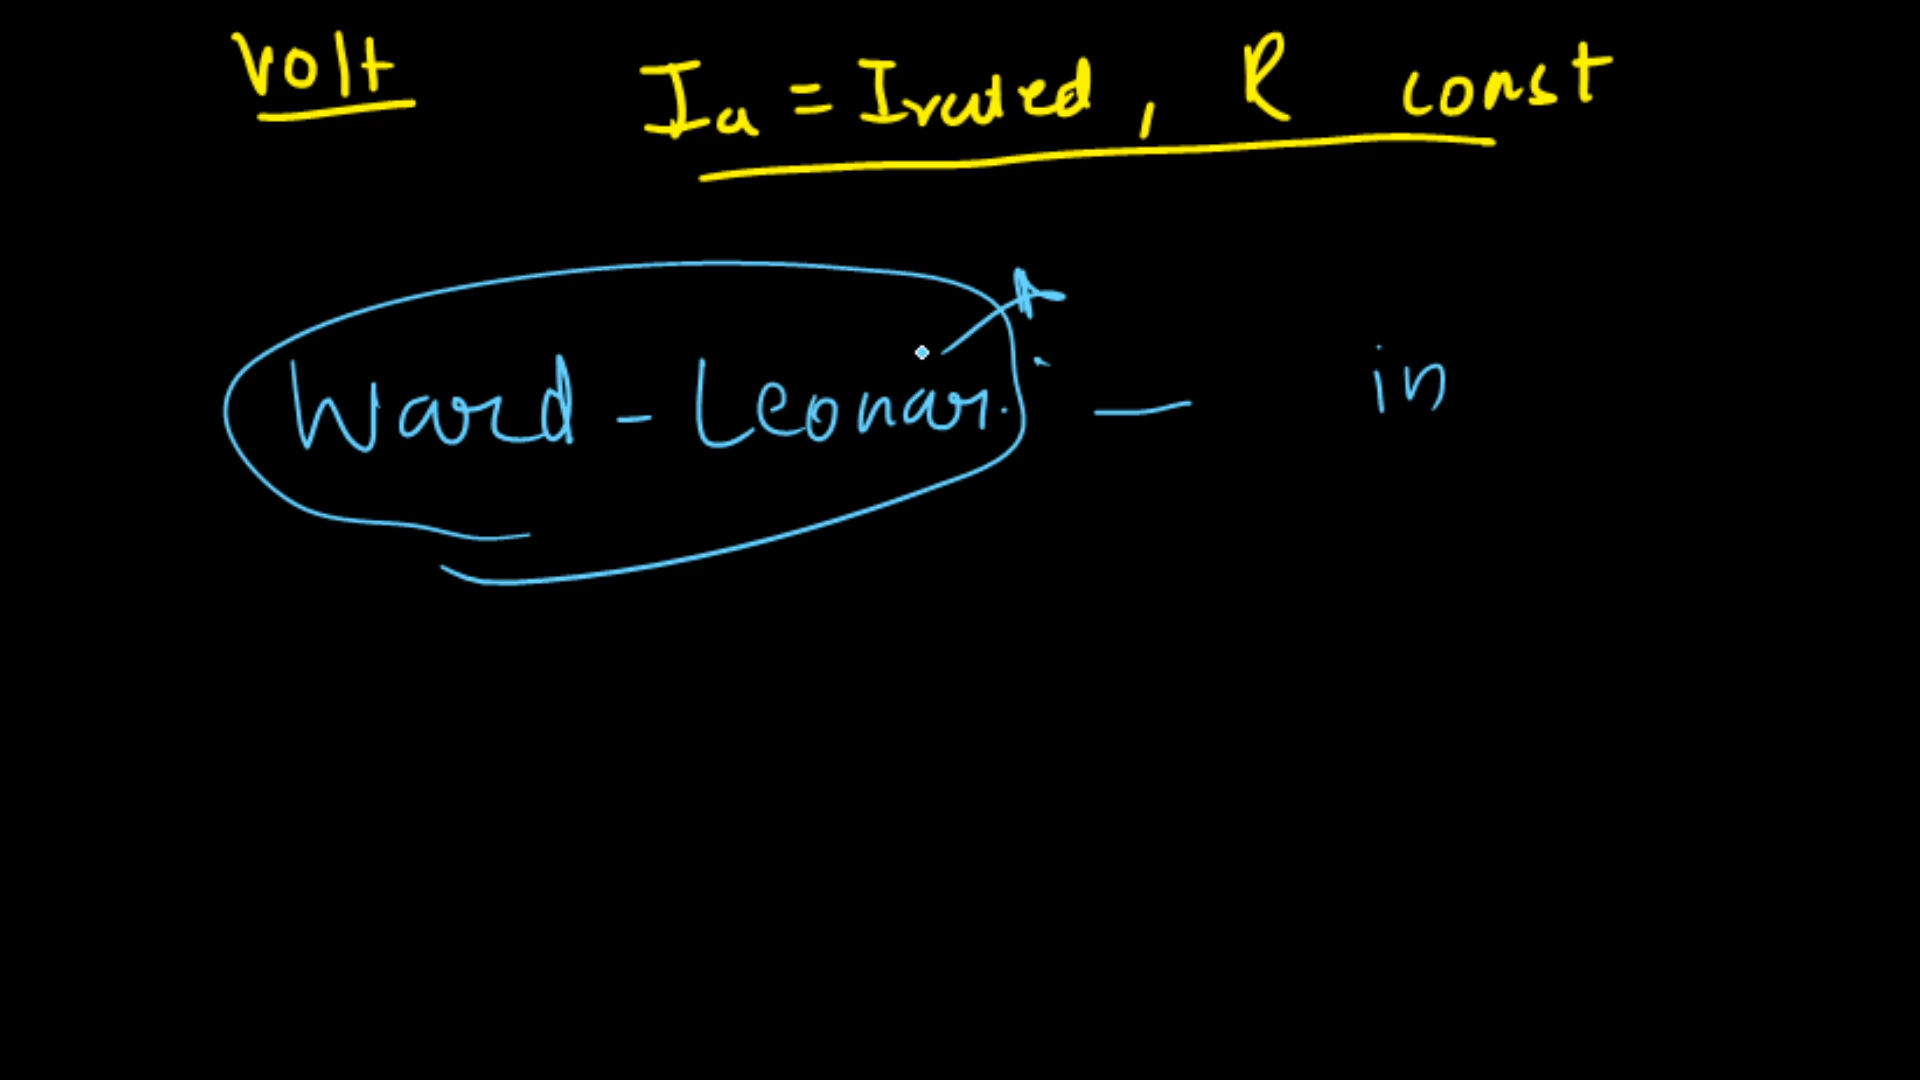 Volt Ia = Irated, R const
Ward - Leonar. - in